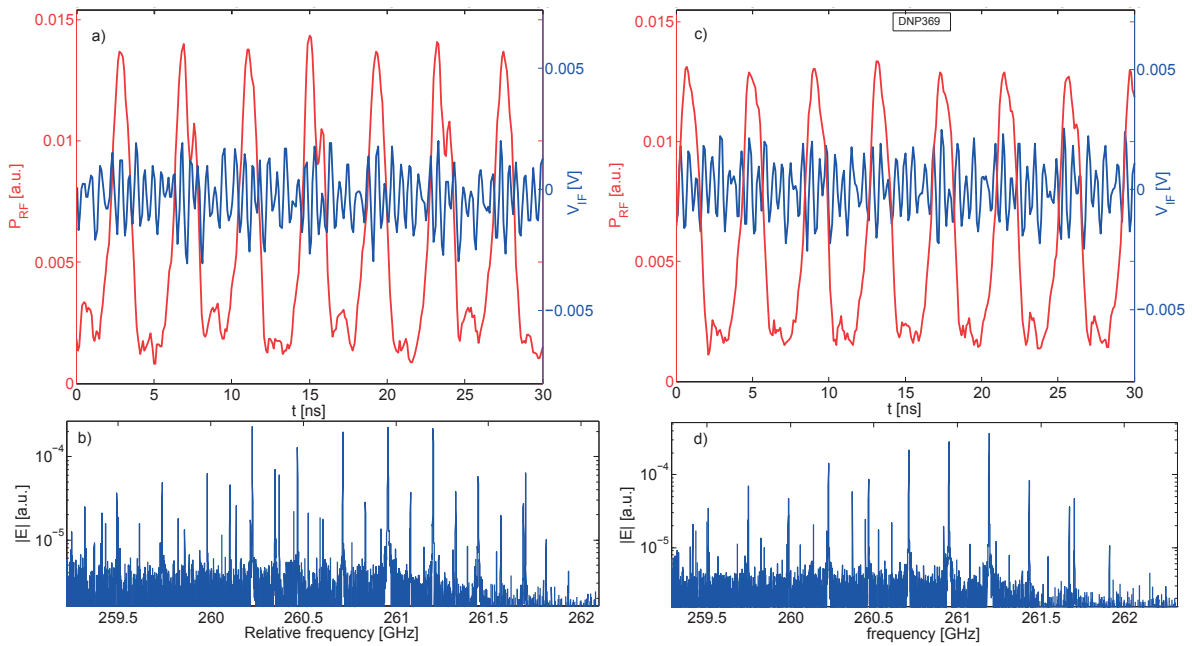 a)
0.015
0.01
0.005
0
P_RF [a.u.]
0.005
0
−0.005
V_IF [V]
0 5 10 15 20 25 30
t [ns]
c)
DNP369
0.015
0.01
0.005
0
P_RF [a.u.]
0.005
0
−0.005
V_IF [V]
0 5 10 15 20 25 30
t [ns]
b)
10⁻⁴
10⁻⁵
|E| [a.u.]
259.5 260 260.5 261 261.5 262
Relative frequency [GHz]
d)
10⁻⁴
10⁻⁵
|E| [a.u.]
259.5 260 260.5 261 261.5 262
frequency [GHz]